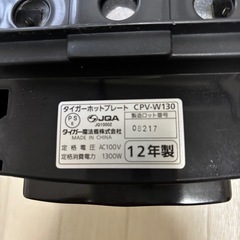 タイガーホットプレート CPV-W130
PS
E
JQA
JQ1000Z
製造ロット番号
08217
タイガー魔法瓶株式会社
MADE IN CHINA
定格電圧 AC100V
定格消費電力 1300W
12年製